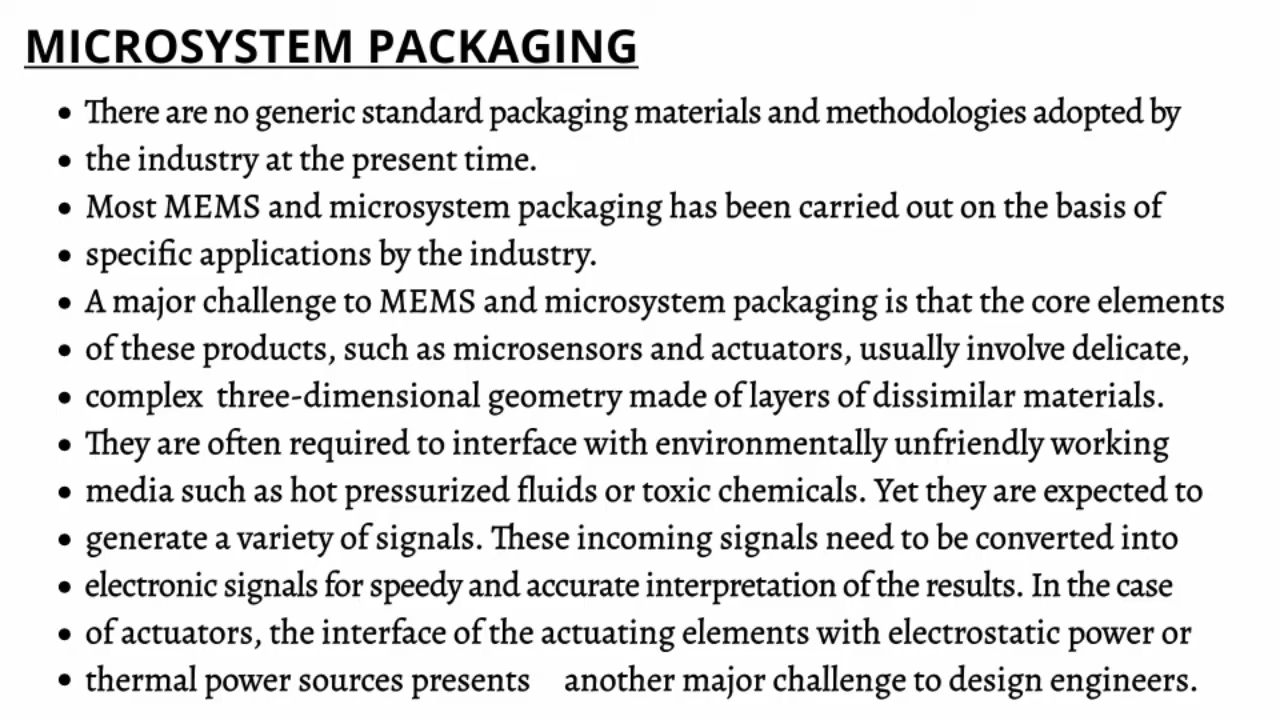 MICROSYSTEM PACKAGING
• There are no generic standard packaging materials and methodologies adopted by
• the industry at the present time.
• Most MEMS and microsystem packaging has been carried out on the basis of
• specific applications by the industry.
• A major challenge to MEMS and microsystem packaging is that the core elements
• of these products, such as microsensors and actuators, usually involve delicate,
• complex three-dimensional geometry made of layers of dissimilar materials.
• They are often required to interface with environmentally unfriendly working
• media such as hot pressurized fluids or toxic chemicals. Yet they are expected to
• generate a variety of signals. These incoming signals need to be converted into
• electronic signals for speedy and accurate interpretation of the results. In the case
• of actuators, the interface of the actuating elements with electrostatic power or
• thermal power sources presents another major challenge to design engineers.